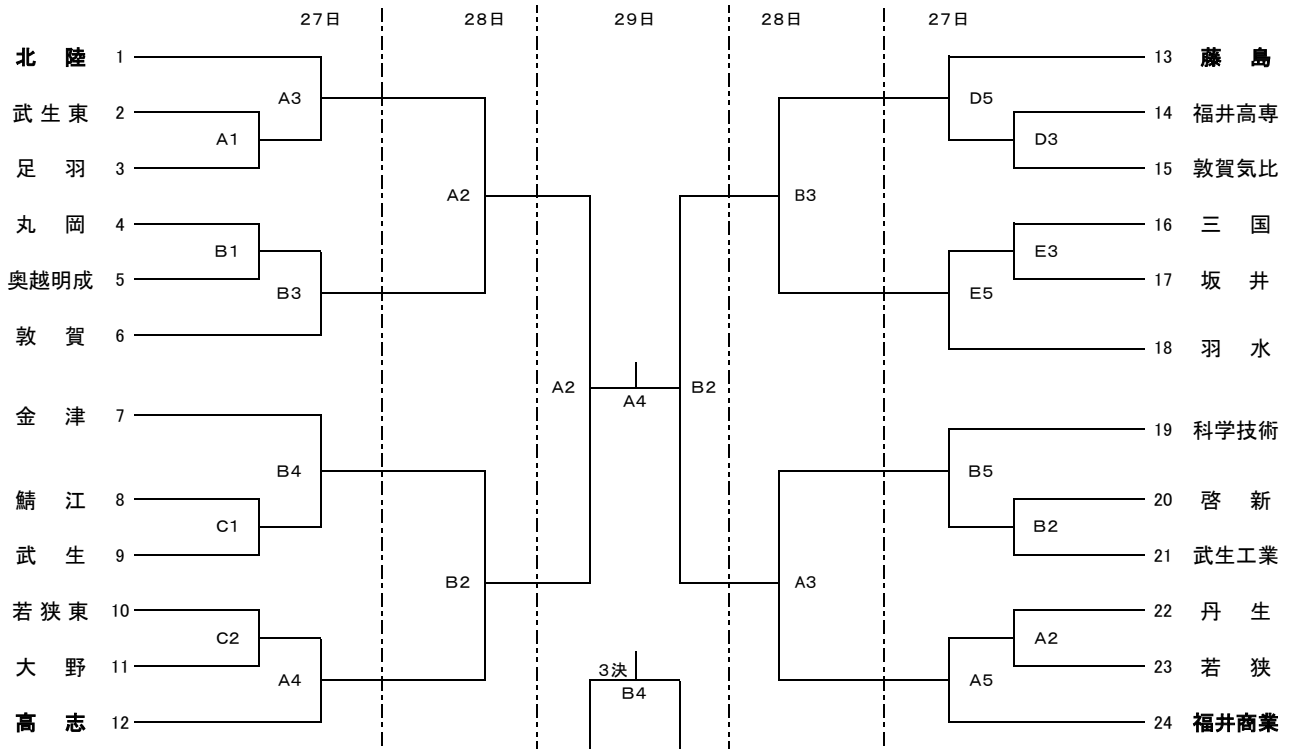 27日 28日 29日 28日 27日
北 陸 1
A3
武生東 2
A1
足 羽 3
A2
丸 岡 4
B1
奥越明成 5
B3
敦 賀 6
A2
金 津 7
B4
鯖 江 8
C1
武 生 9
B2
若狭東 10
C2
大 野 11
A4
高 志 12
A4
3決
B4
13 藤 島
D5
14 福井高専
D3
15 敦賀気比
B3
16 三 国
E3
17 坂 井
E5
18 羽 水
B2
19 科学技術
B5
20 啓 新
B2
21 武生工業
A3
22 丹 生
A2
23 若 狭
A5
24 福井商業